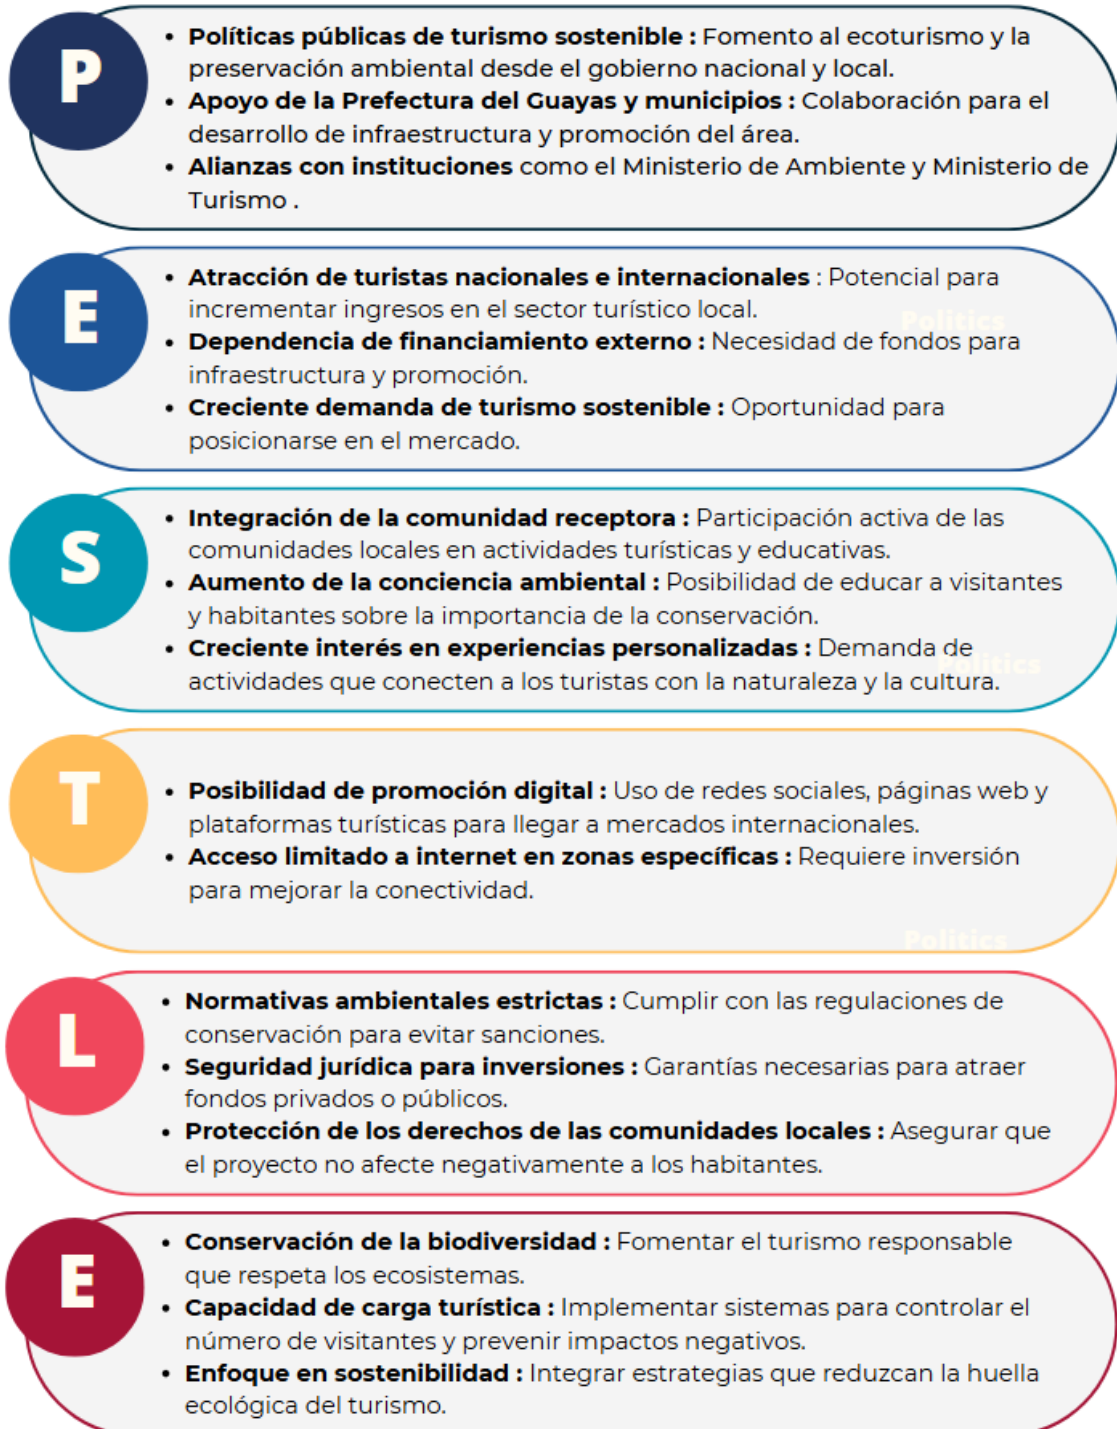 P
• Políticas públicas de turismo sostenible : Fomento al ecoturismo y la
preservación ambiental desde el gobierno nacional y local.
• Apoyo de la Prefectura del Guayas y municipios : Colaboración para el
desarrollo de infraestructura y promoción del área.
• Alianzas con instituciones como el Ministerio de Ambiente y Ministerio de
Turismo .
E
• Atracción de turistas nacionales e internacionales : Potencial para
incrementar ingresos en el sector turístico local.
Politics
• Dependencia de financiamiento externo : Necesidad de fondos para
infraestructura y promoción.
• Creciente demanda de turismo sostenible : Oportunidad para
posicionarse en el mercado.
S
• Integración de la comunidad receptora : Participación activa de las
comunidades locales en actividades turísticas y educativas.
• Aumento de la conciencia ambiental : Posibilidad de educar a visitantes
y habitantes sobre la importancia de la conservación.
• Creciente interés en experiencias personalizadas : Demanda de
Politics
actividades que conecten a los turistas con la naturaleza y la cultura.
T
• Posibilidad de promoción digital : Uso de redes sociales, páginas web y
plataformas turísticas para llegar a mercados internacionales.
• Acceso limitado a internet en zonas específicas : Requiere inversión
para mejorar la conectividad.
Politics
L
• Normativas ambientales estrictas : Cumplir con las regulaciones de
conservación para evitar sanciones.
• Seguridad jurídica para inversiones : Garantías necesarias para atraer
fondos privados o públicos.
• Protección de los derechos de las comunidades locales : Asegurar que
el proyecto no afecte negativamente a los habitantes.
E
• Conservación de la biodiversidad : Fomentar el turismo responsable
que respeta los ecosistemas.
• Capacidad de carga turística : Implementar sistemas para controlar el
número de visitantes y prevenir impactos negativos.
• Enfoque en sostenibilidad : Integrar estrategias que reduzcan la huella
ecológica del turismo.